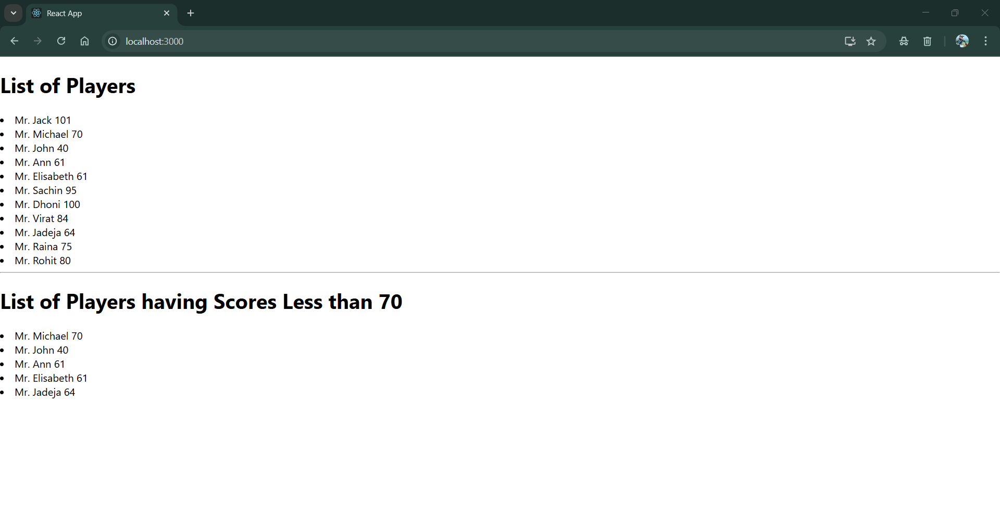 React App
localhost:3000
List of Players
Mr. Jack 101
Mr. Michael 70
Mr. John 40
Mr. Ann 61
Mr. Elisabeth 61
Mr. Sachin 95
Mr. Dhoni 100
Mr. Virat 84
Mr. Jadeja 64
Mr. Raina 75
Mr. Rohit 80
List of Players having Scores Less than 70
Mr. Michael 70
Mr. John 40
Mr. Ann 61
Mr. Elisabeth 61
Mr. Jadeja 64